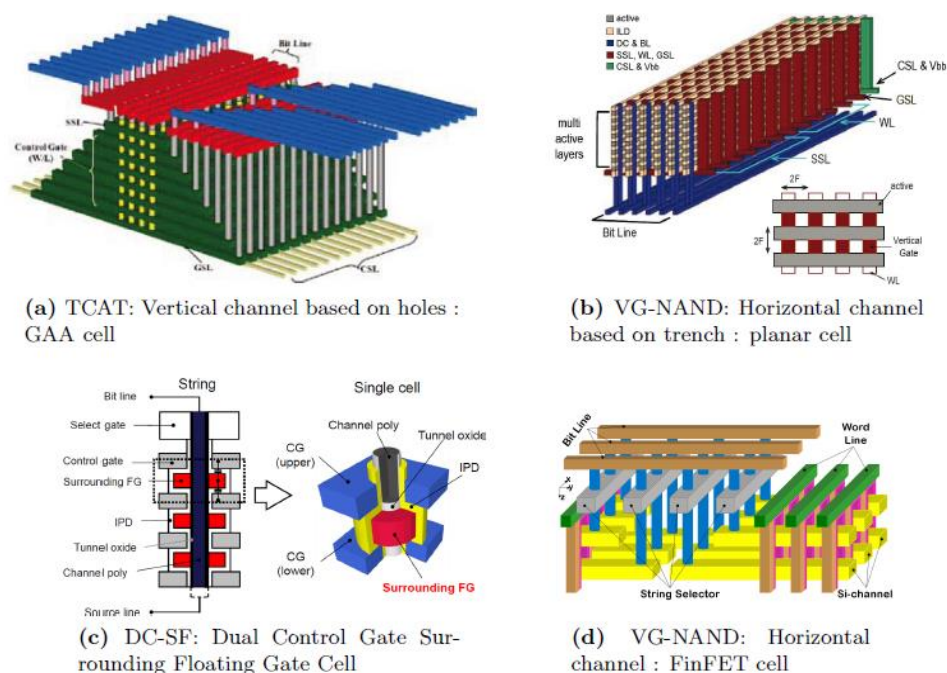 Bit Line
SSL
Control Gate
(W/L)
GSL
CSL
(a) TCAT: Vertical channel based on holes :
GAA cell
active
ILD
DC & BL
SSL, WL, GSL
CSL & Vbb
CSL & Vbb
GSL
WL
SSL
multi
active
layers
Bit Line
2F
active
2F
Vertical
Gate
WL
(b) VG-NAND: Horizontal channel
based on trench : planar cell
String
Bit line
Select gate
Control gate
Surrounding FG
IPD
Tunnel oxide
Channel poly
Source line
Single cell
Channel poly
Tunnel oxide
CG
(upper)
IPD
CG
(lower)
Surrounding FG
(c) DC-SF: Dual Control Gate Sur-
rounding Floating Gate Cell
Bit Line
Word
Line
x
y
z
String Selector
Si-channel
(d) VG-NAND: Horizontal
channel : FinFET cell